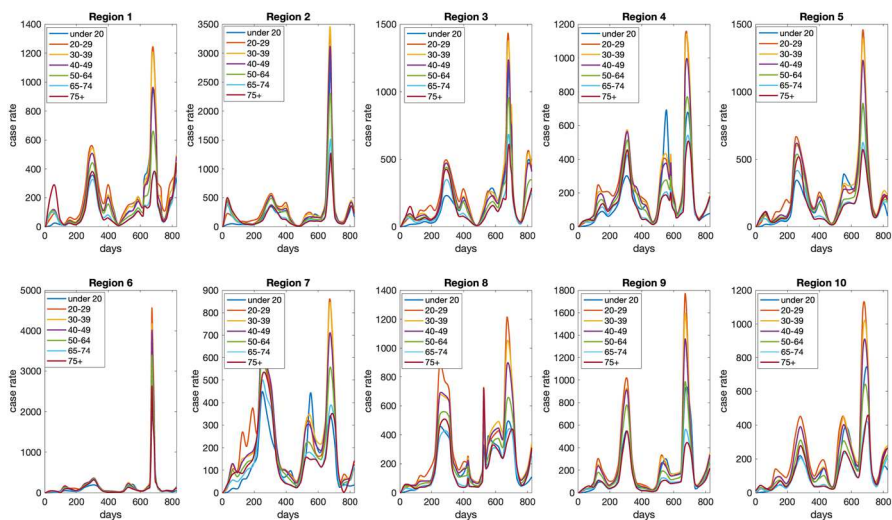 Region 1
1400
1200
1000
800
600
400
200
0
case rate
under 20
20-29
30-39
40-49
50-64
65-74
75+
0 200 400 600 800
days
Region 2
3500
3000
2500
2000
1500
1000
500
0
case rate
under 20
20-29
30-39
40-49
50-64
65-74
75+
0 200 400 600 800
days
Region 3
1500
1000
500
0
case rate
under 20
20-29
30-39
40-49
50-64
65-74
75+
0 200 400 600 800
days
Region 4
1200
1000
800
600
400
200
0
case rate
under 20
20-29
30-39
40-49
50-64
65-74
75+
0 200 400 600 800
days
Region 5
1500
1000
500
0
case rate
under 20
20-29
30-39
40-49
50-64
65-74
75+
0 200 400 600 800
days
Region 6
5000
4000
3000
2000
1000
0
case rate
under 20
20-29
30-39
40-49
50-64
65-74
75+
0 200 400 600 800
days
Region 7
900
800
700
600
500
400
300
200
100
0
case rate
under 20
20-29
30-39
40-49
50-64
65-74
75+
0 200 400 600 800
days
Region 8
1400
1200
1000
800
600
400
200
0
case rate
under 20
20-29
30-39
40-49
50-64
65-74
75+
0 200 400 600 800
days
Region 9
1800
1600
1400
1200
1000
800
600
400
200
0
case rate
under 20
20-29
30-39
40-49
50-64
65-74
75+
0 200 400 600 800
days
Region 10
1200
1000
800
600
400
200
0
case rate
under 20
20-29
30-39
40-49
50-64
65-74
75+
0 200 400 600 800
days